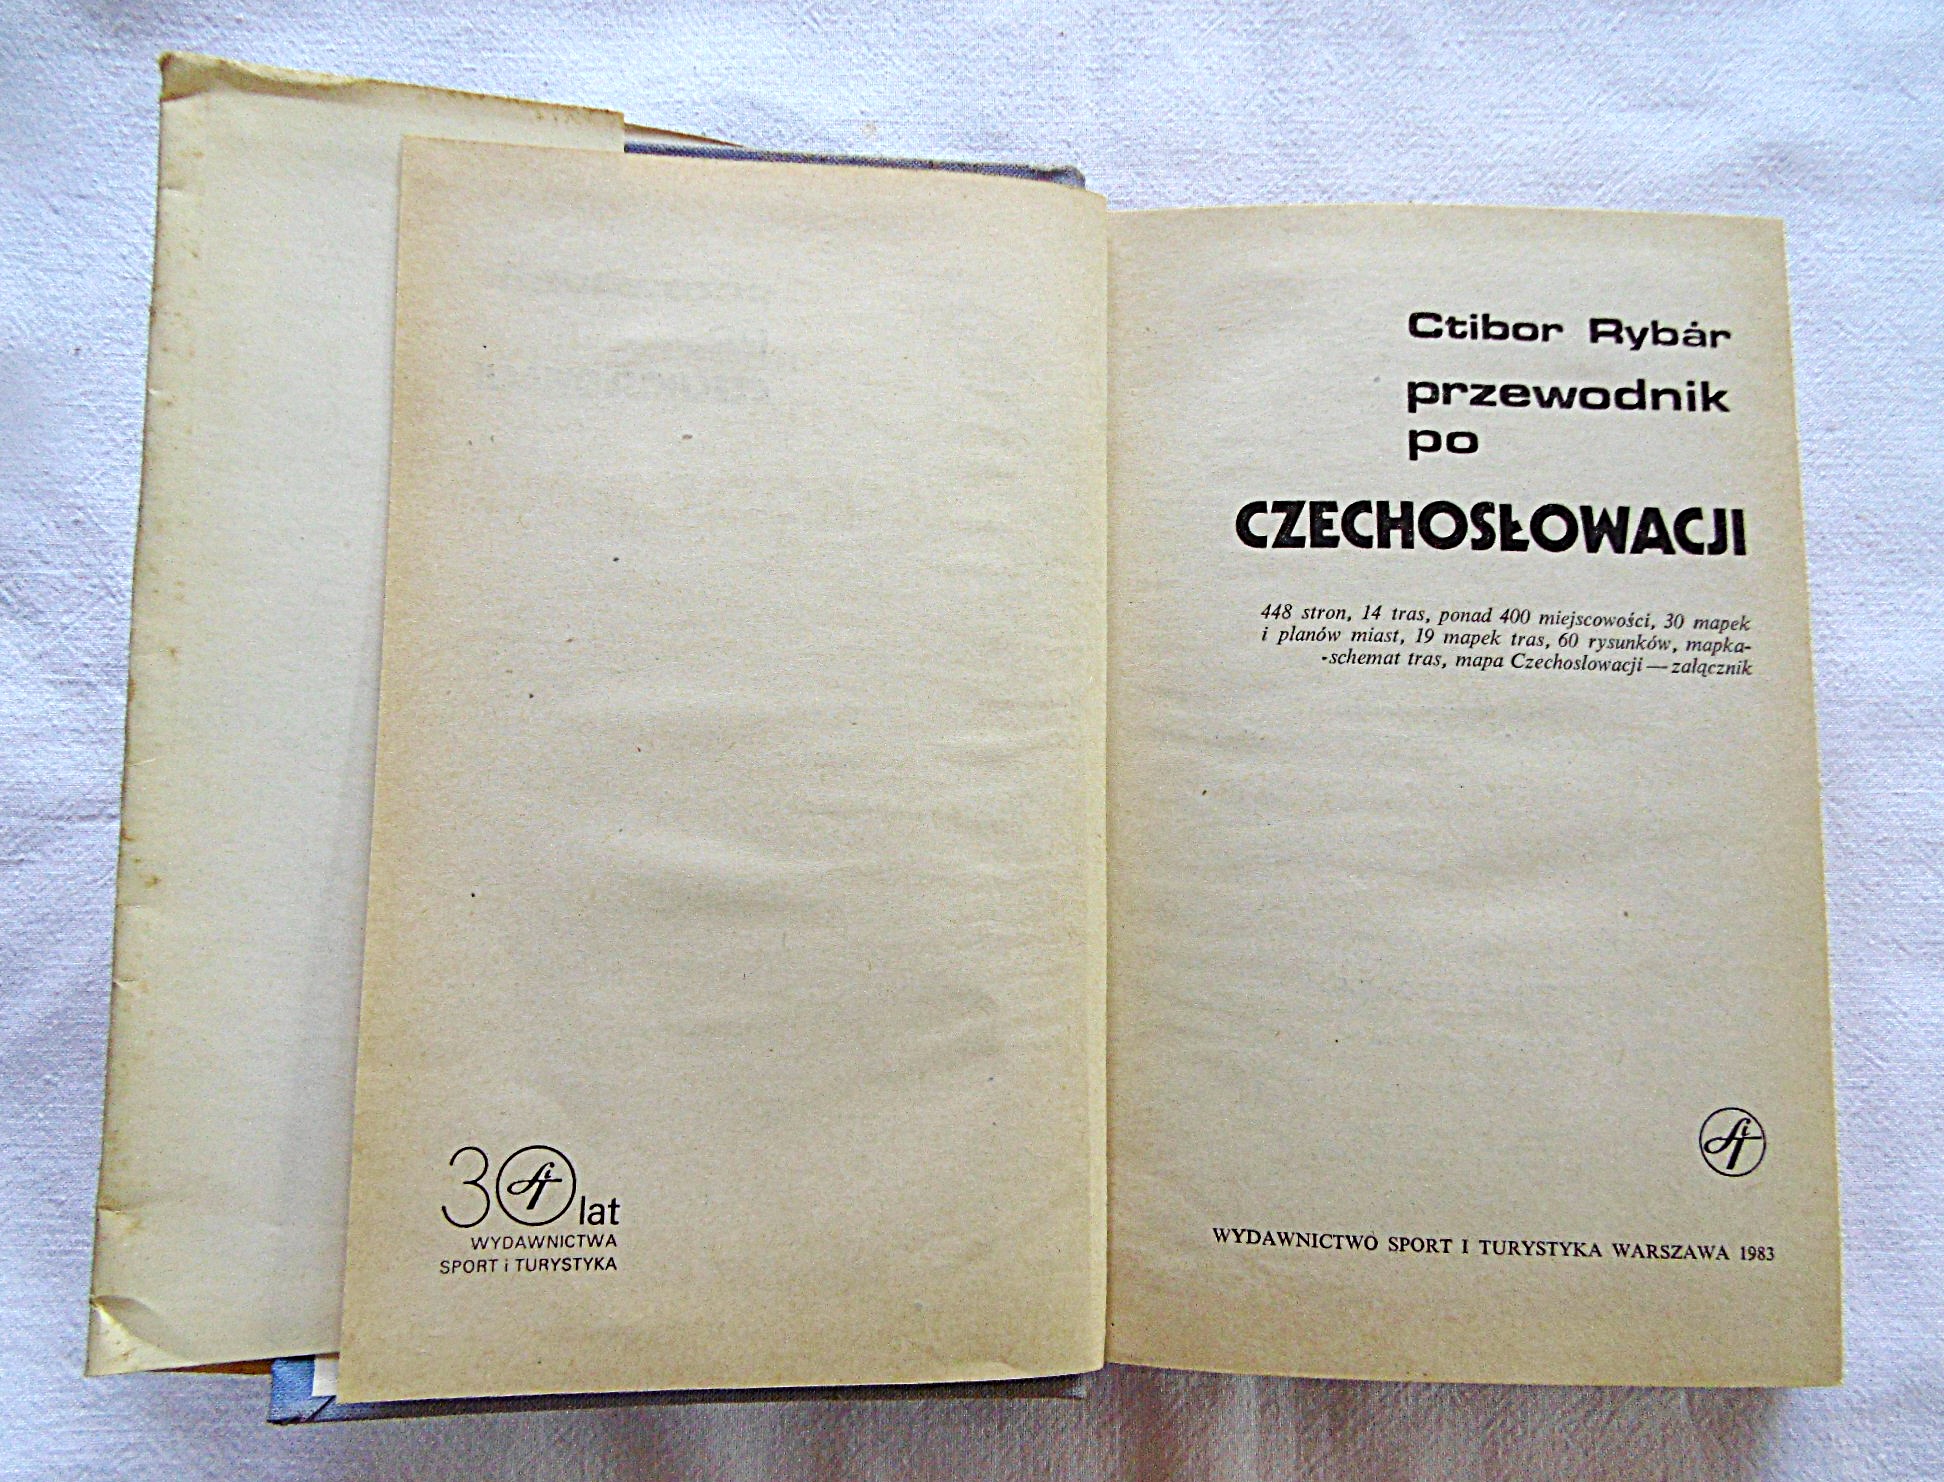 30 lat
WYDAWNICTWA
SPORT i TURYSTYKA
Ctibor Rybár
przewodnik
po
CZECHOSŁOWACJI
448 stron, 14 tras, ponad 400 miejscowości, 30 mapek
i planów miast, 19 mapek tras, 60 rysunków, mapka-
-schemat tras, mapa Czechosłowacji — załącznik
WYDAWNICTWO SPORT I TURYSTYKA WARSZAWA 1983